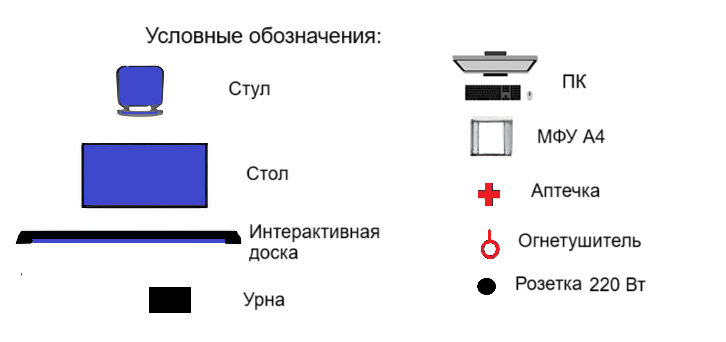 Условные обозначения:
Стул
Стол
Интерактивная
доска
Урна
ПК
МФУ А4
Аптечка
Огнетушитель
Розетка 220 Вт